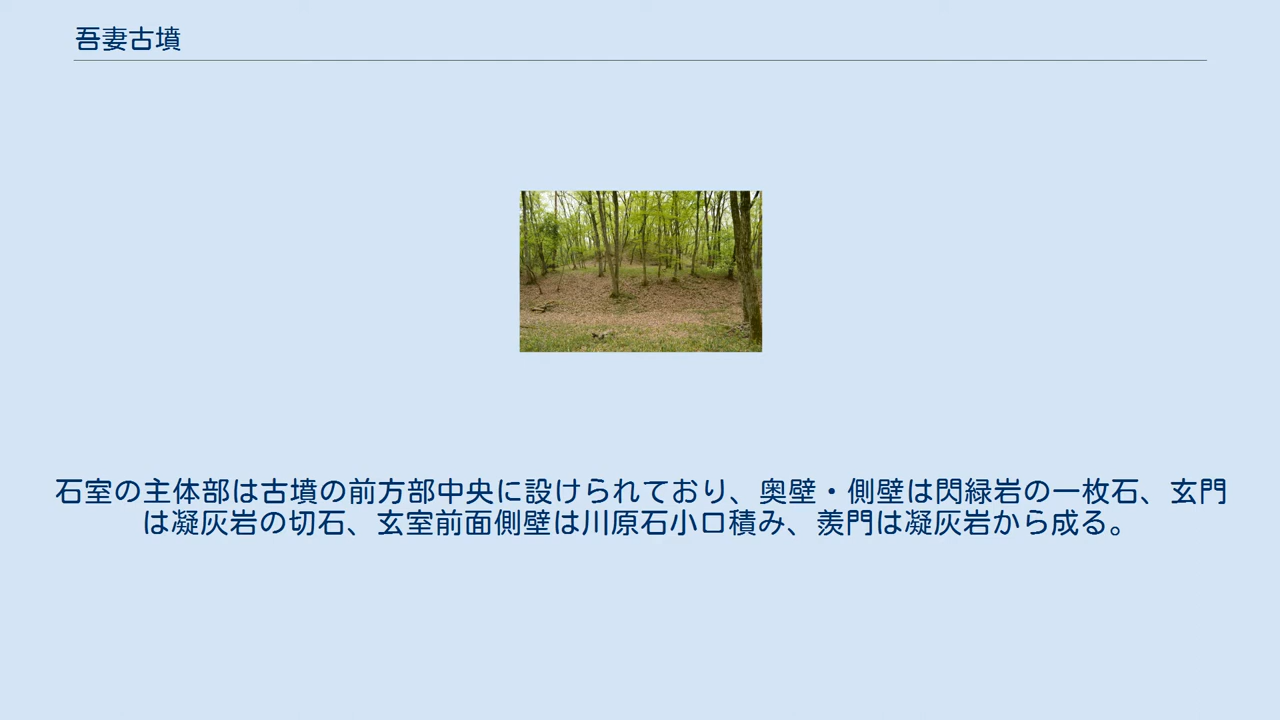 吾妻古墳
石室の主体部は古墳の前方部中央に設けられており、奥壁・側壁は閃緑岩の一枚石、玄門
は凝灰岩の切石、玄室前面側壁は川原石小口積み、羨門は凝灰岩から成る。